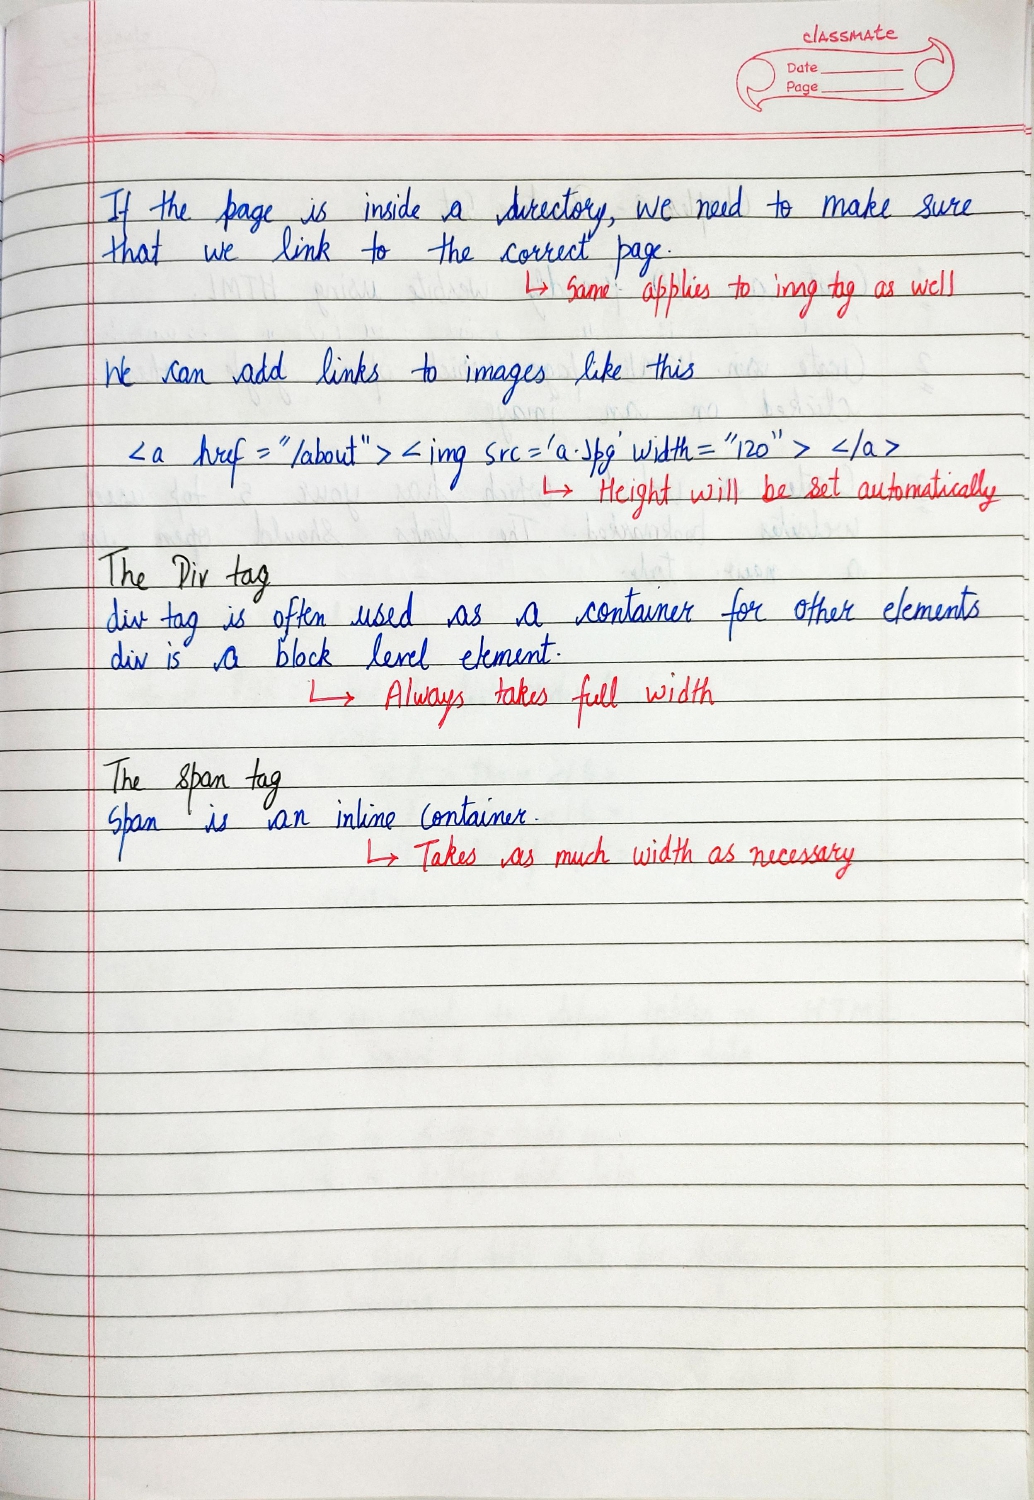 classmate
Date
Page
If the page is inside a directory, we need to make sure
that we link to the correct page.
↳ Same applies to img tag as well
We can add links to images like this
<a href = "/about"> <img src = 'a.jpg' width = "120" > </a>
↳ Height will be set automatically
The Div tag
div tag is often used as a container for other elements
div is a block level element.
↳ Always takes full width
The span tag
Span is an inline container.
↳ Takes as much width as necessary